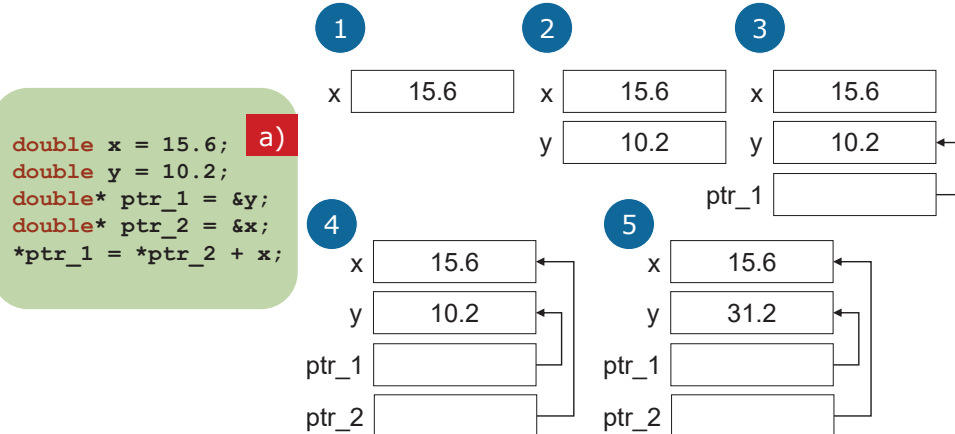 double x = 15.6;
double y = 10.2;
double* ptr_1 = &y;
double* ptr_2 = &x;
*ptr_1 = *ptr_2 + x;
a)
1
x 15.6
2
x 15.6
y 10.2
3
x 15.6
y 10.2
ptr_1
4
x 15.6
y 10.2
ptr_1
ptr_2
5
x 15.6
y 31.2
ptr_1
ptr_2